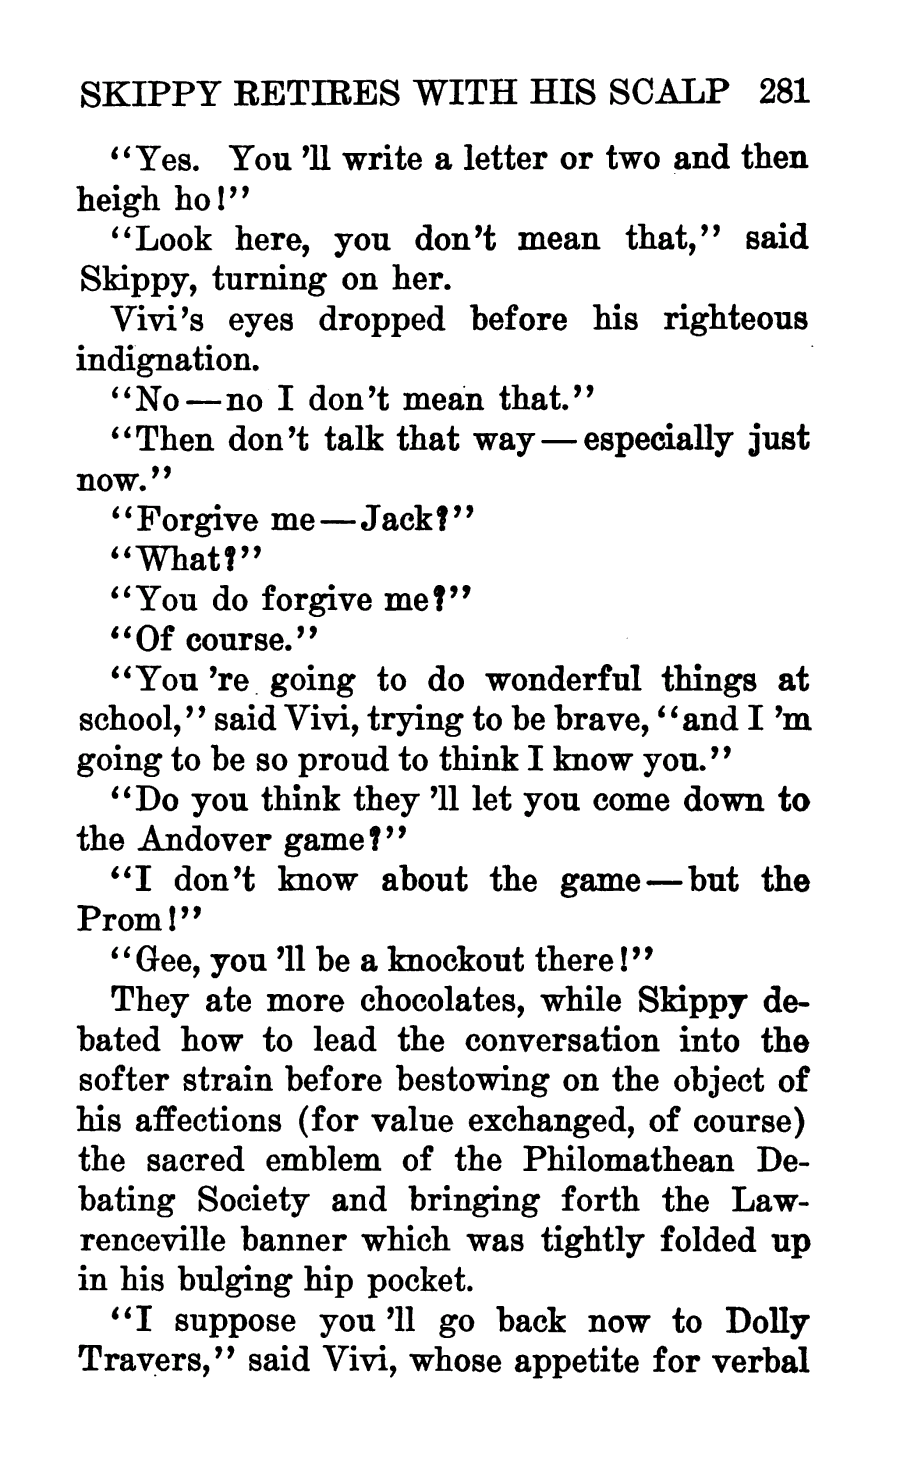 SKIPPY RETIRES WITH HIS SCALP 281
"Yes. You 'll write a letter or two and then
heigh ho!"
"Look here, you don't mean that," said
Skippy, turning on her.
Vivi's eyes dropped before his righteous
indignation.
"No—no I don't mean that."
"Then don't talk that way—especially just
now."
"Forgive me—Jack?"
"What?"
"You do forgive me?"
"Of course."
"You 're going to do wonderful things at
school," said Vivi, trying to be brave, "and I 'm
going to be so proud to think I know you."
"Do you think they 'll let you come down to
the Andover game?"
"I don't know about the game—but the
Prom!"
"Gee, you 'll be a knockout there!"
They ate more chocolates, while Skippy de-
bated how to lead the conversation into the
softer strain before bestowing on the object of
his affections (for value exchanged, of course)
the sacred emblem of the Philomathean De-
bating Society and bringing forth the Law-
renceville banner which was tightly folded up
in his bulging hip pocket.
"I suppose you 'll go back now to Dolly
Travers," said Vivi, whose appetite for verbal